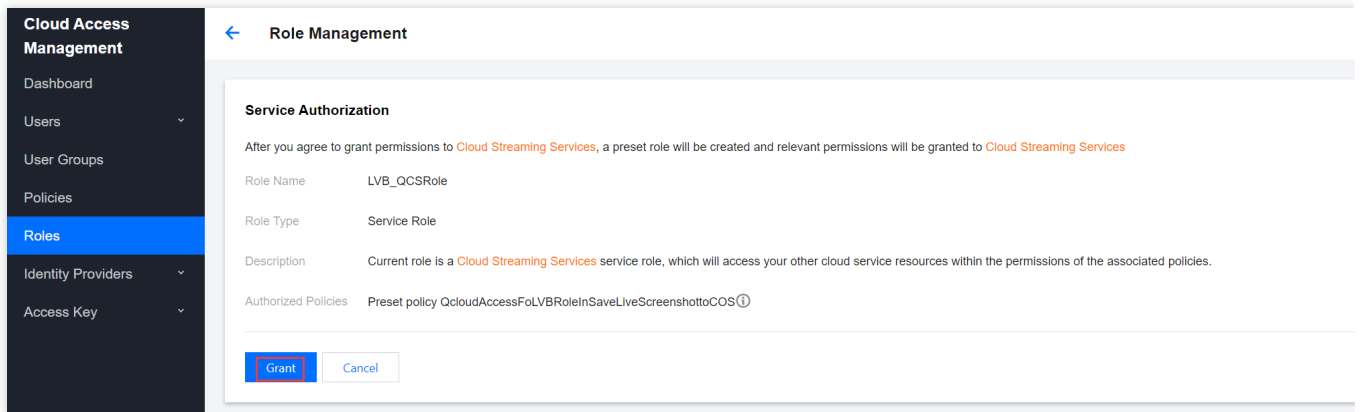 Cloud Access
Management
Dashboard
Users
User Groups
Policies
Roles
Identity Providers
Access Key
Role Management
Service Authorization
After you agree to grant permissions to Cloud Streaming Services, a preset role will be created and relevant permissions will be granted to Cloud Streaming Services
Role Name LVB_QCSRole
Role Type Service Role
Description Current role is a Cloud Streaming Services service role, which will access your other cloud service resources within the permissions of the associated policies.
Authorized Policies Preset policy QcloudAccessFoLVBRoleInSaveLiveScreenshottoCOS
Grant Cancel